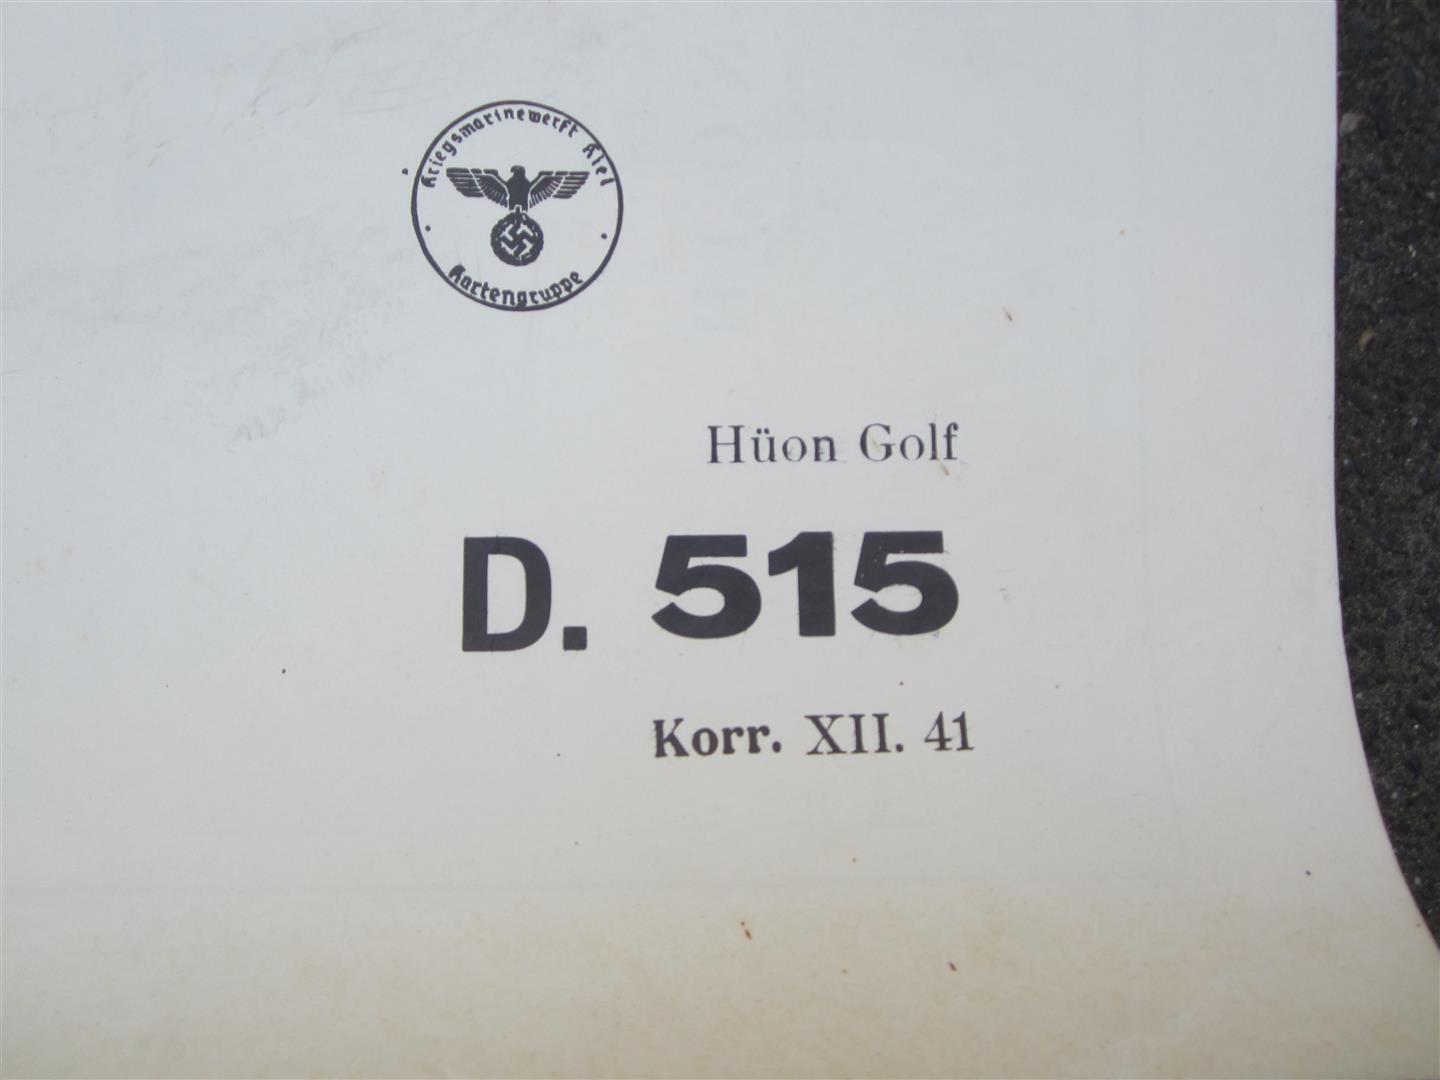 Kriegsmarinewerft Kiel
Kartengruppe
Hüon Golf
D. 515
Korr. XII. 41